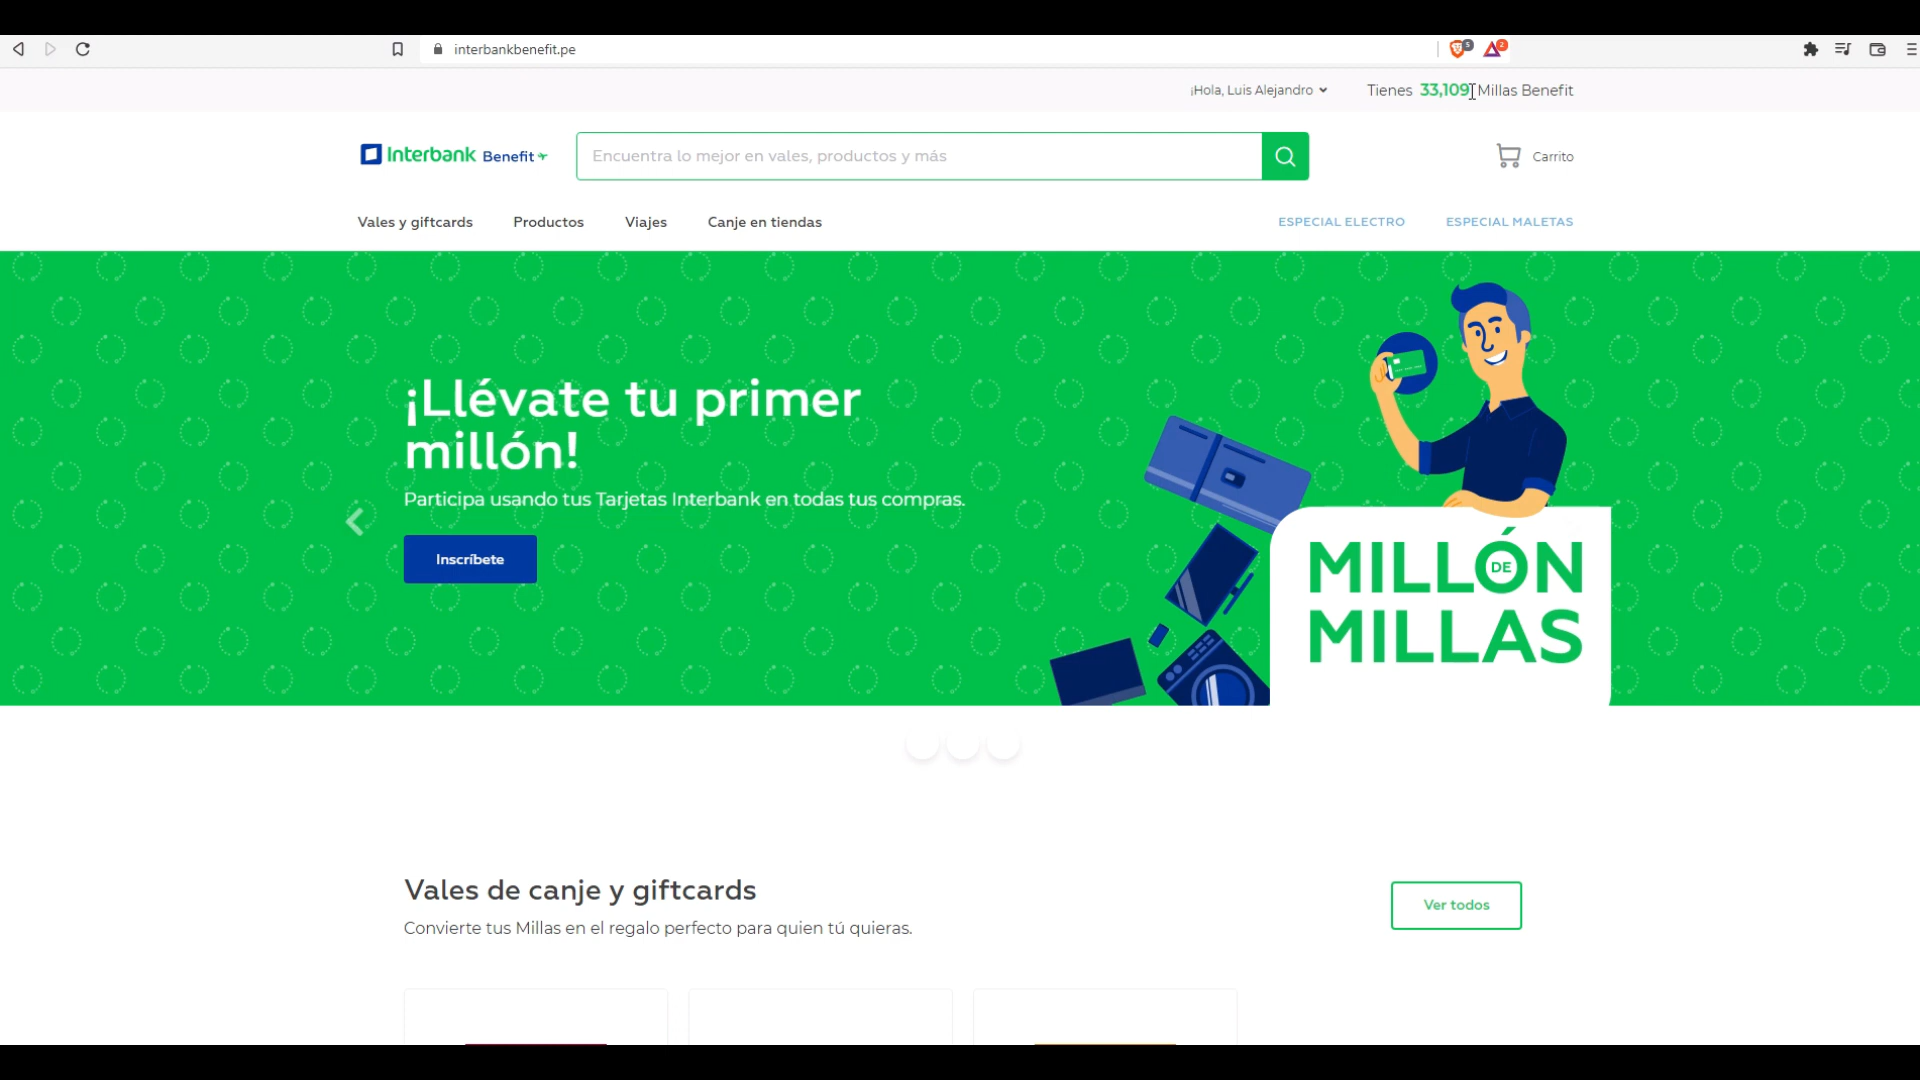 interbankbenefit.pe
5
2
¡Hola, Luis Alejandro
Tienes 33,109 Millas Benefit
Interbank Benefit
Encuentra lo mejor en vales, productos y más
Carrito
Vales y giftcards
Productos
Viajes
Canje en tiendas
ESPECIAL ELECTRO
ESPECIAL MALETAS
¡Llévate tu primer
millón!
Participa usando tus Tarjetas Interbank en todas tus compras.
Inscríbete
MILLÓN
DE
MILLAS
Vales de canje y giftcards
Convierte tus Millas en el regalo perfecto para quien tú quieras.
Ver todos